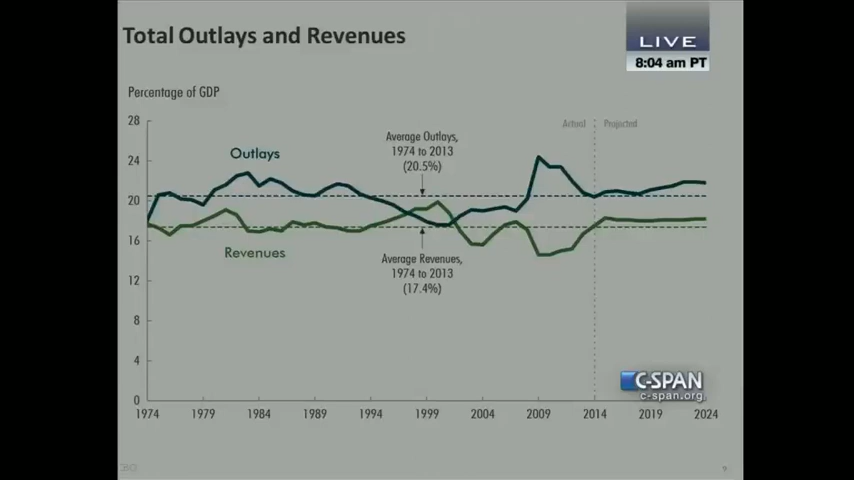 Total Outlays and Revenues
LIVE
8:04 am PT
Percentage of GDP
28
24
20
16
12
8
4
0
Actual
Projected
Outlays
Average Outlays,
1974 to 2013
(20.5%)
Revenues
Average Revenues,
1974 to 2013
(17.4%)
C-SPAN
c-span.org
1974 1979 1984 1989 1994 1999 2004 2009 2014 2019 2024
CBO
9